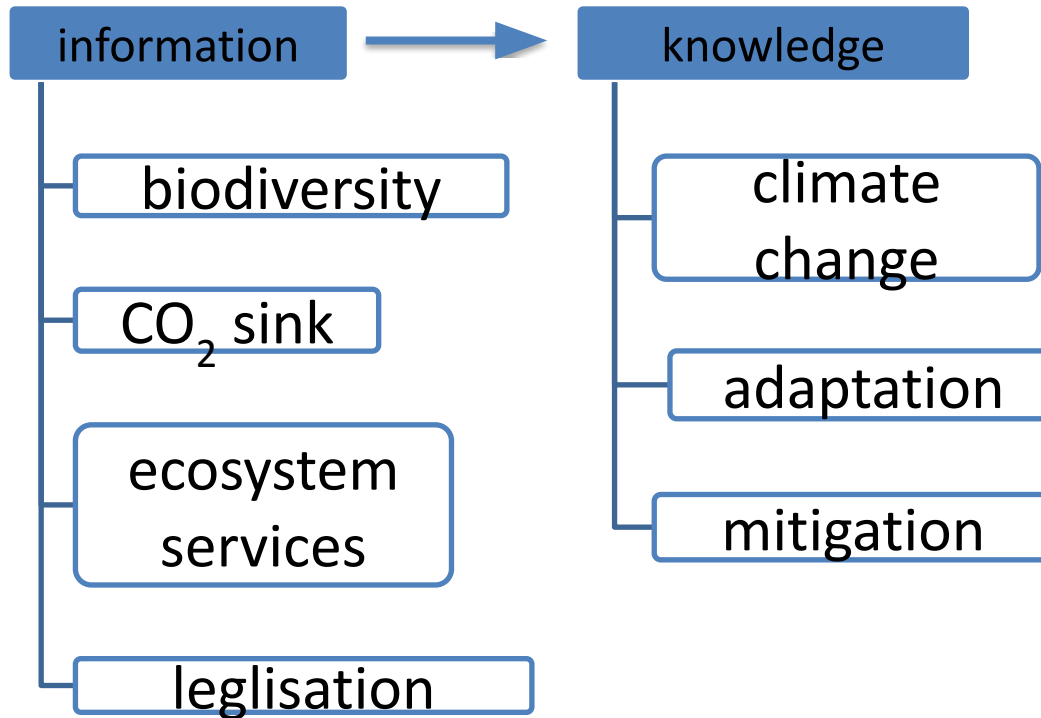 information
knowledge
biodiversity
CO₂ sink
ecosystem
services
leglisation
climate
change
adaptation
mitigation